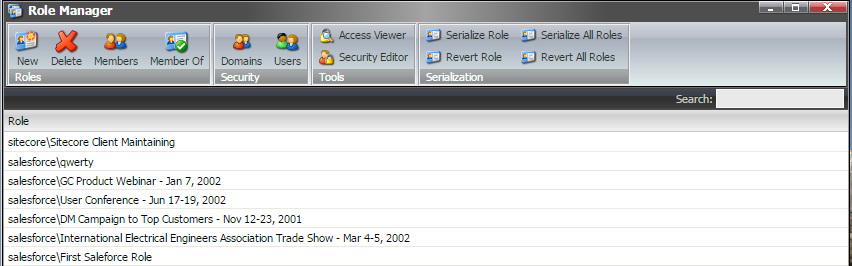 Role Manager
New Delete Members Member Of Domains Users Access Viewer Serialize Role Serialize All Roles
Security Editor Revert Role Revert All Roles
Roles Security Tools Serialization
Search:
Role
sitecore\Sitecore Client Maintaining
salesforce\qwerty
salesforce\GC Product Webinar - Jan 7, 2002
salesforce\User Conference - Jun 17-19, 2002
salesforce\DM Campaign to Top Customers - Nov 12-23, 2001
salesforce\International Electrical Engineers Association Trade Show - Mar 4-5, 2002
salesforce\First Saleforce Role